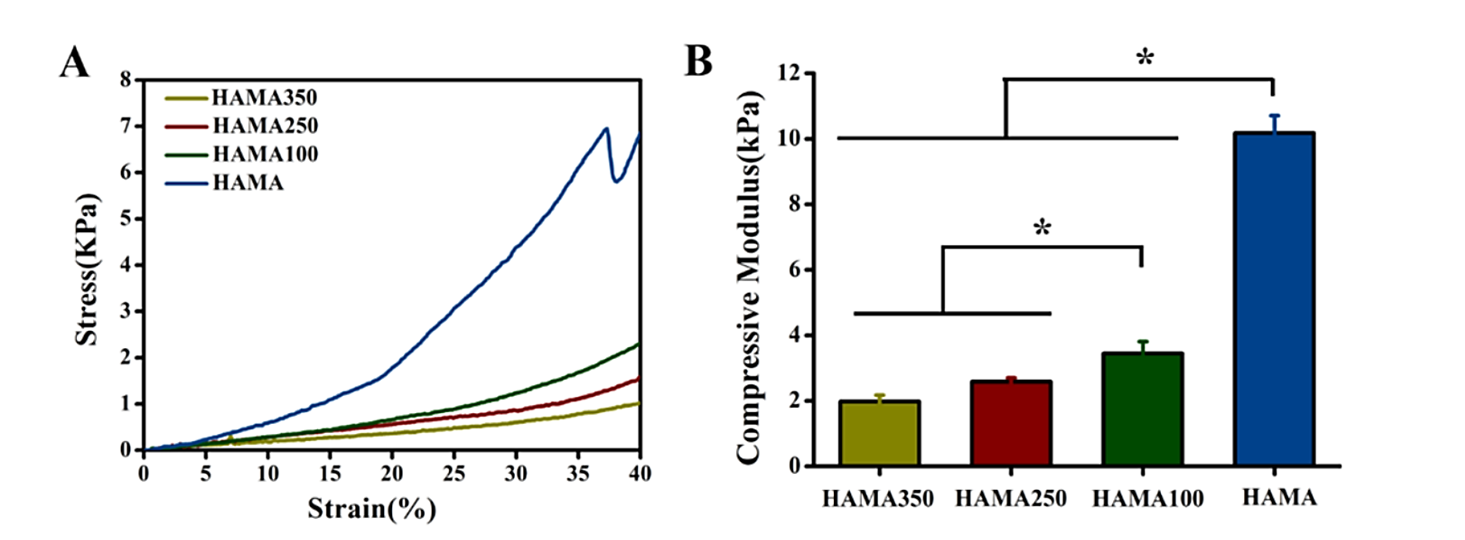 A
8
7
6
5
4
3
2
1
0
Stress(KPa)
HAMA350
HAMA250
HAMA100
HAMA
0 5 10 15 20 25 30 35 40
Strain(%)
B
12
10
8
6
4
2
0
Compressive Modulus(kPa)
*
*
HAMA350 HAMA250 HAMA100 HAMA